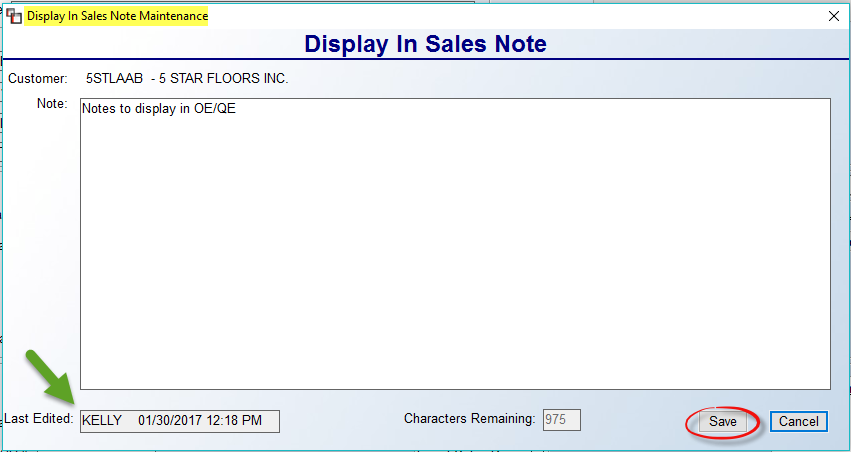 Display In Sales Note Maintenance
Display In Sales Note
Customer: 5STLAAB - 5 STAR FLOORS INC.
Note: Notes to display in OE/QE
Last Edited: KELLY 01/30/2017 12:18 PM Characters Remaining: 975 Save Cancel